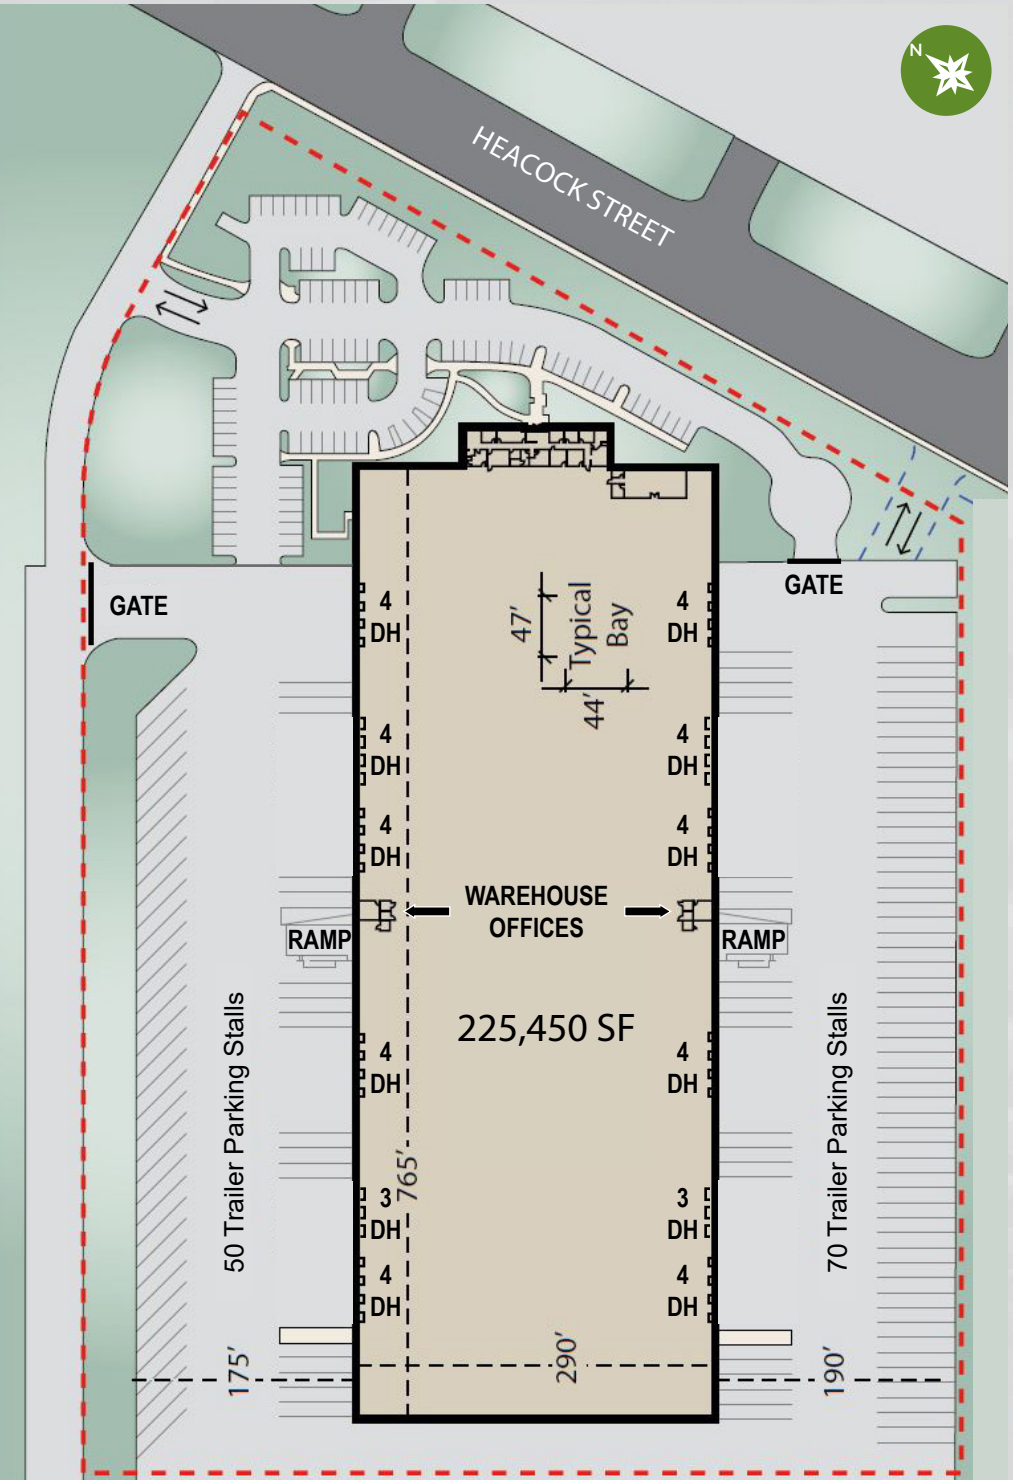 N
HEACOCK STREET
GATE
GATE
4
DH
47'
Typical
Bay
44'
4
DH
4
DH
4
DH
4
DH
4
DH
WAREHOUSE
OFFICES
RAMP
RAMP
225,450 SF
50 Trailer Parking Stalls
70 Trailer Parking Stalls
4
DH
4
DH
765'
3
DH
3
DH
4
DH
4
DH
175'
290'
190'